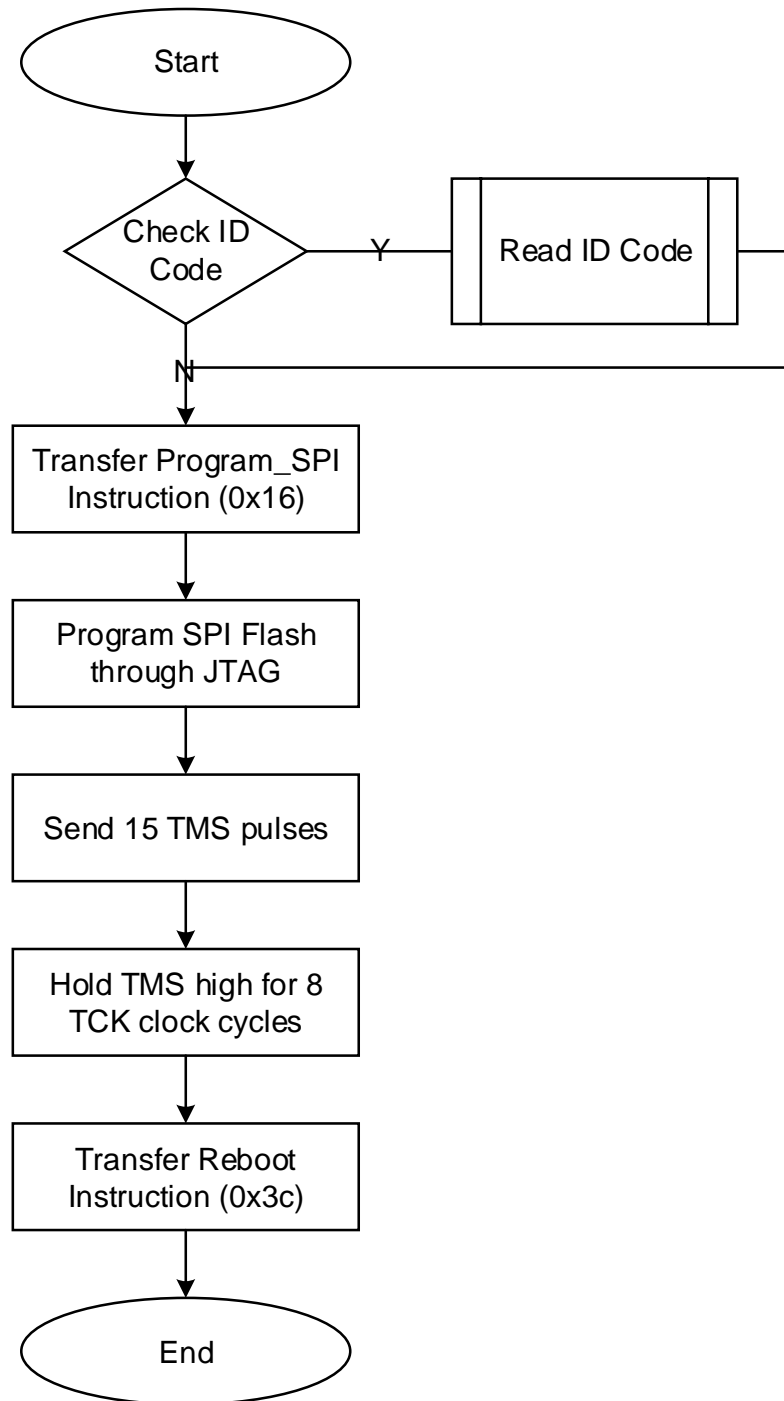 Start
Check ID
Code
Y
Read ID Code
N
Transfer Program_SPI
Instruction (0x16)
Program SPI Flash
through JTAG
Send 15 TMS pulses
Hold TMS high for 8
TCK clock cycles
Transfer Reboot
Instruction (0x3c)
End